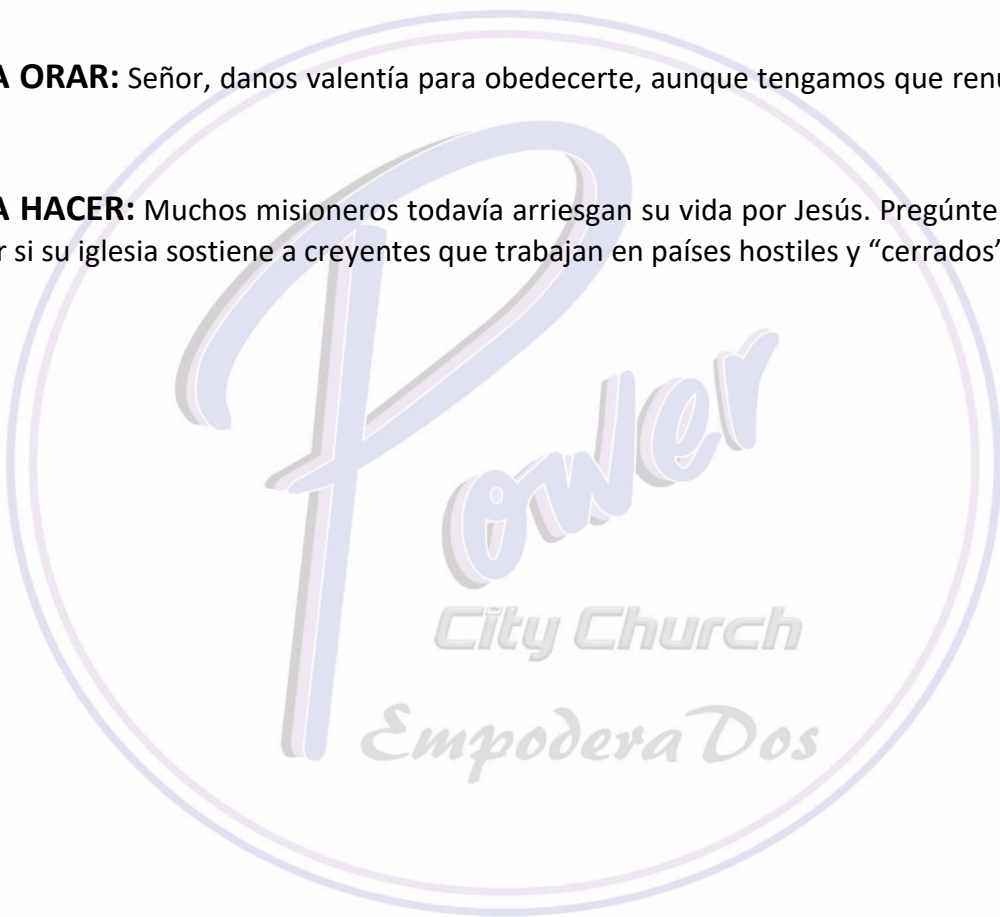 A ORAR: Señor, danos valentía para obedecerte, aunque tengamos que renu
A HACER: Muchos misioneros todavía arriesgan su vida por Jesús. Pregúnte
r si su iglesia sostiene a creyentes que trabajan en países hostiles y “cerrados”
Power
City Church
EmpoderaDos